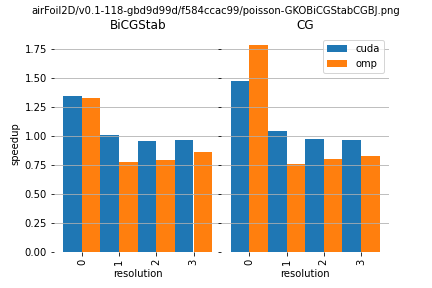 airFoil2D/v0.1-118-gbd9d99d/f584ccac99/poisson-GKOBiCGStabCGBJ.png
BiCGStab
CG
cuda
omp
1.75
1.50
1.25
1.00
0.75
0.50
0.25
0.00
speedup
0
1
2
3
0
1
2
3
resolution
resolution